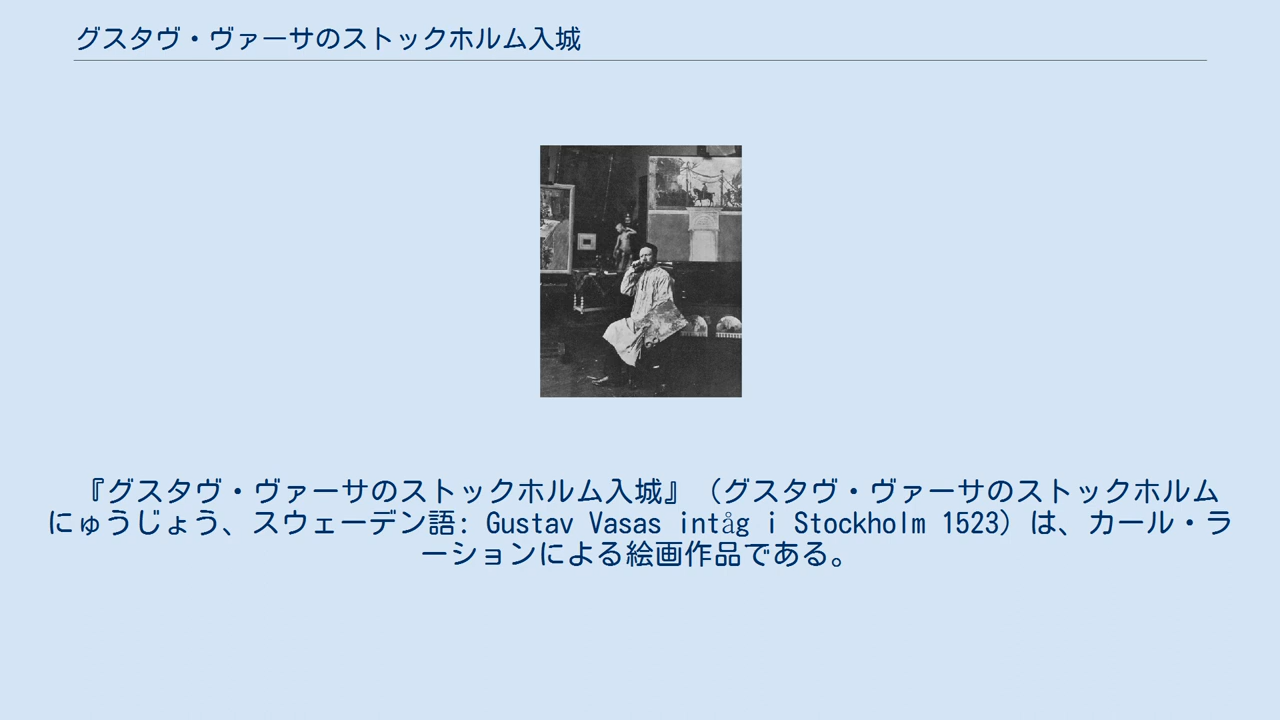 グスタヴ・ヴァーサのストックホルム入城
『グスタヴ・ヴァーサのストックホルム入城』（グスタヴ・ヴァーサのストックホルム
にゅうじょう、スウェーデン語: Gustav Vasas intåg i Stockholm 1523）は、カール・ラ
ーションによる絵画作品である。